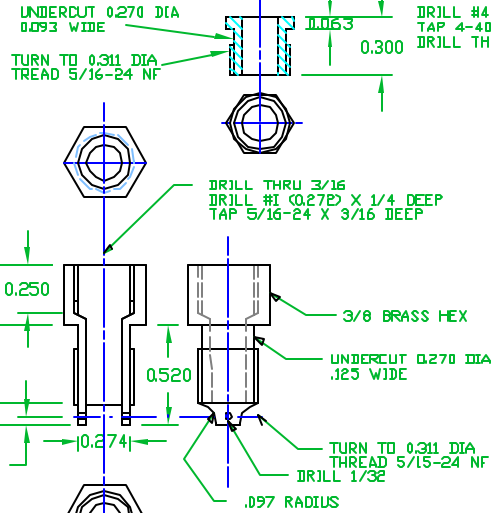 UNDERCUT 0.270 DIA
0.093 WIDE
TURN TO 0.311 DIA
TREAD 5/16-24 NF
0.063
0.300
DRILL #4
TAP 4-40
DRILL TH
DRILL THRU 3/16
DRILL #I (0.272) X 1/4 DEEP
TAP 5/16-24 X 3/16 DEEP
0.250
3/8 BRASS HEX
0.520
UNDERCUT 0.270 DIA
.125 WIDE
0.274
TURN TO 0.311 DIA
THREAD 5/15-24 NF
DRILL 1/32
.097 RADIUS